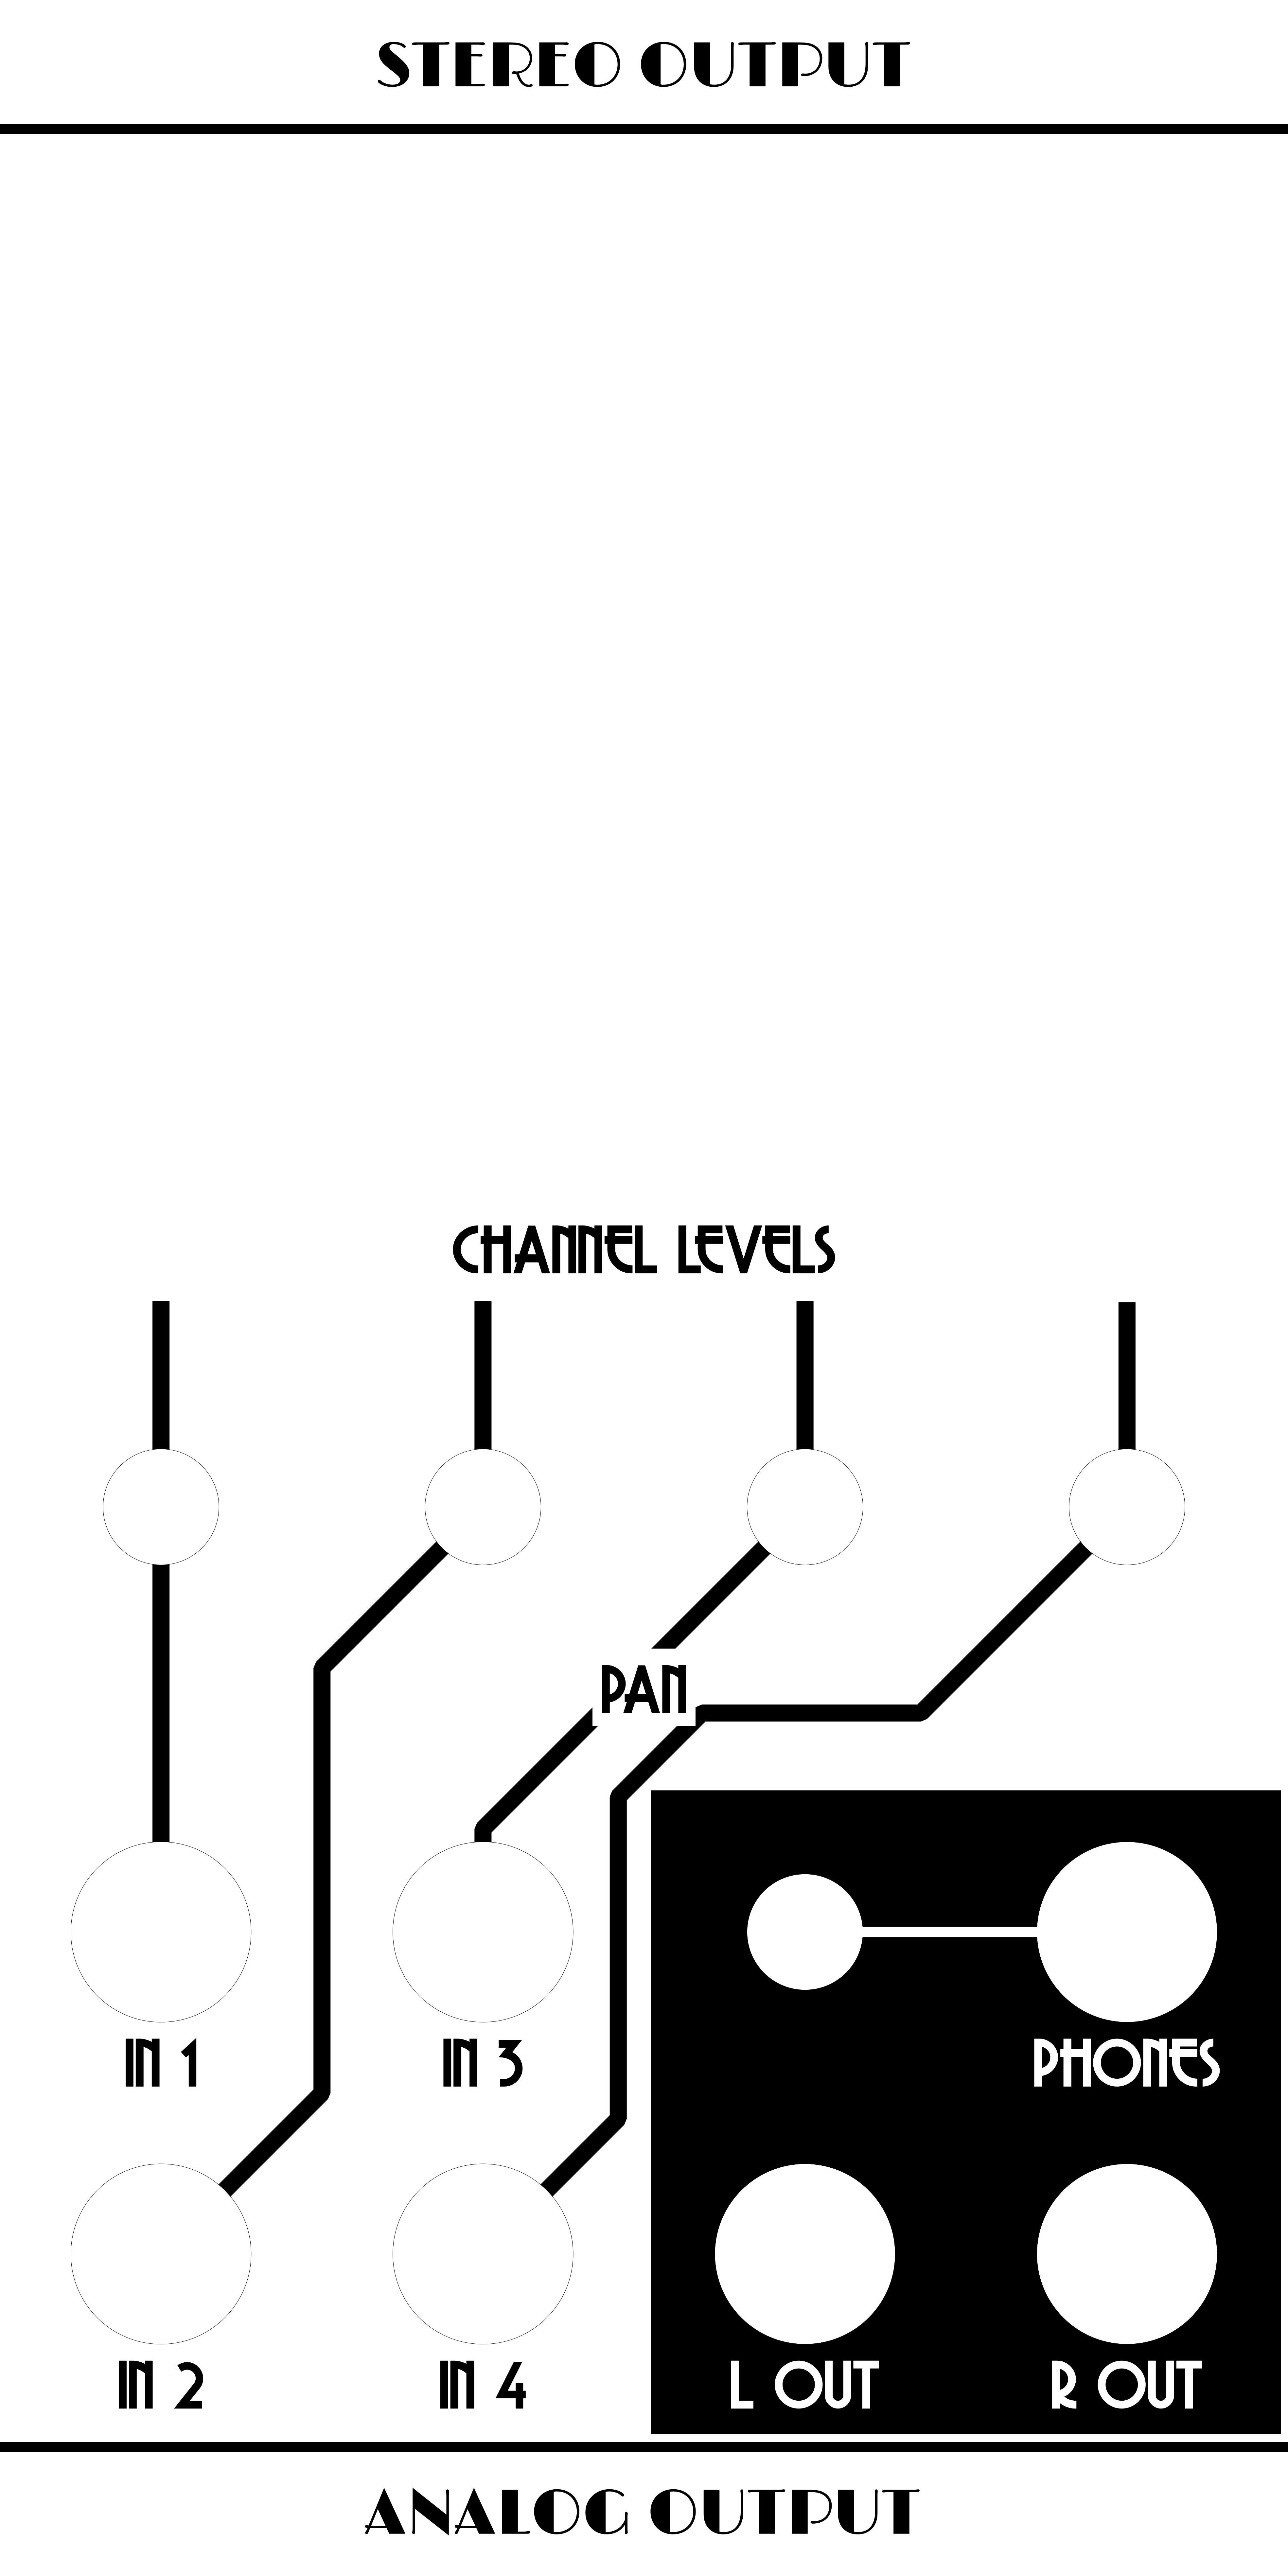 STEREO OUTPUT
CHANNEL LEVELS
PAN
IN 1
IN 3
PHONES
IN 2
IN 4
L OUT
R OUT
ANALOG OUTPUT